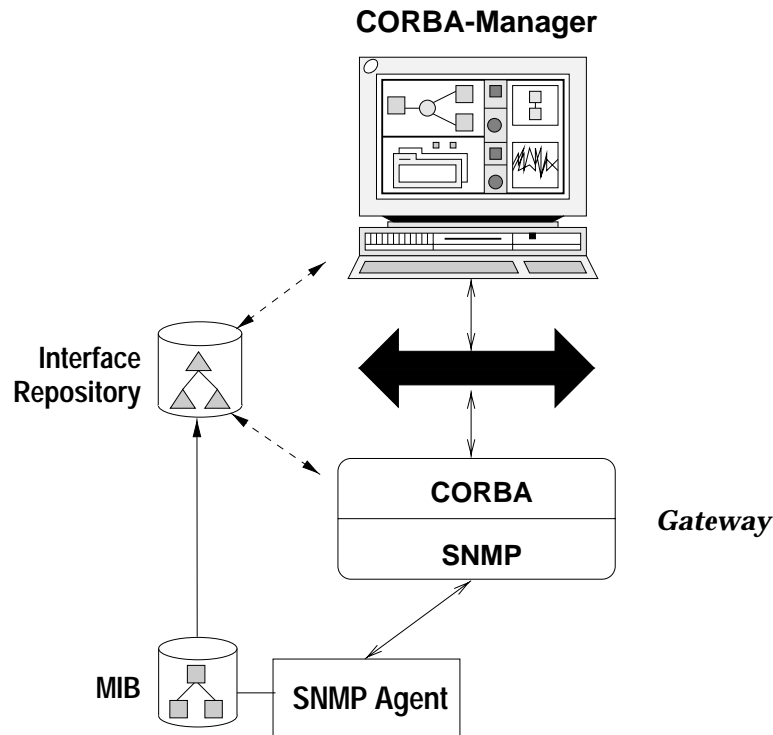 CORBA-Manager
Interface
Repository
CORBA
SNMP
Gateway
MIB
SNMP Agent